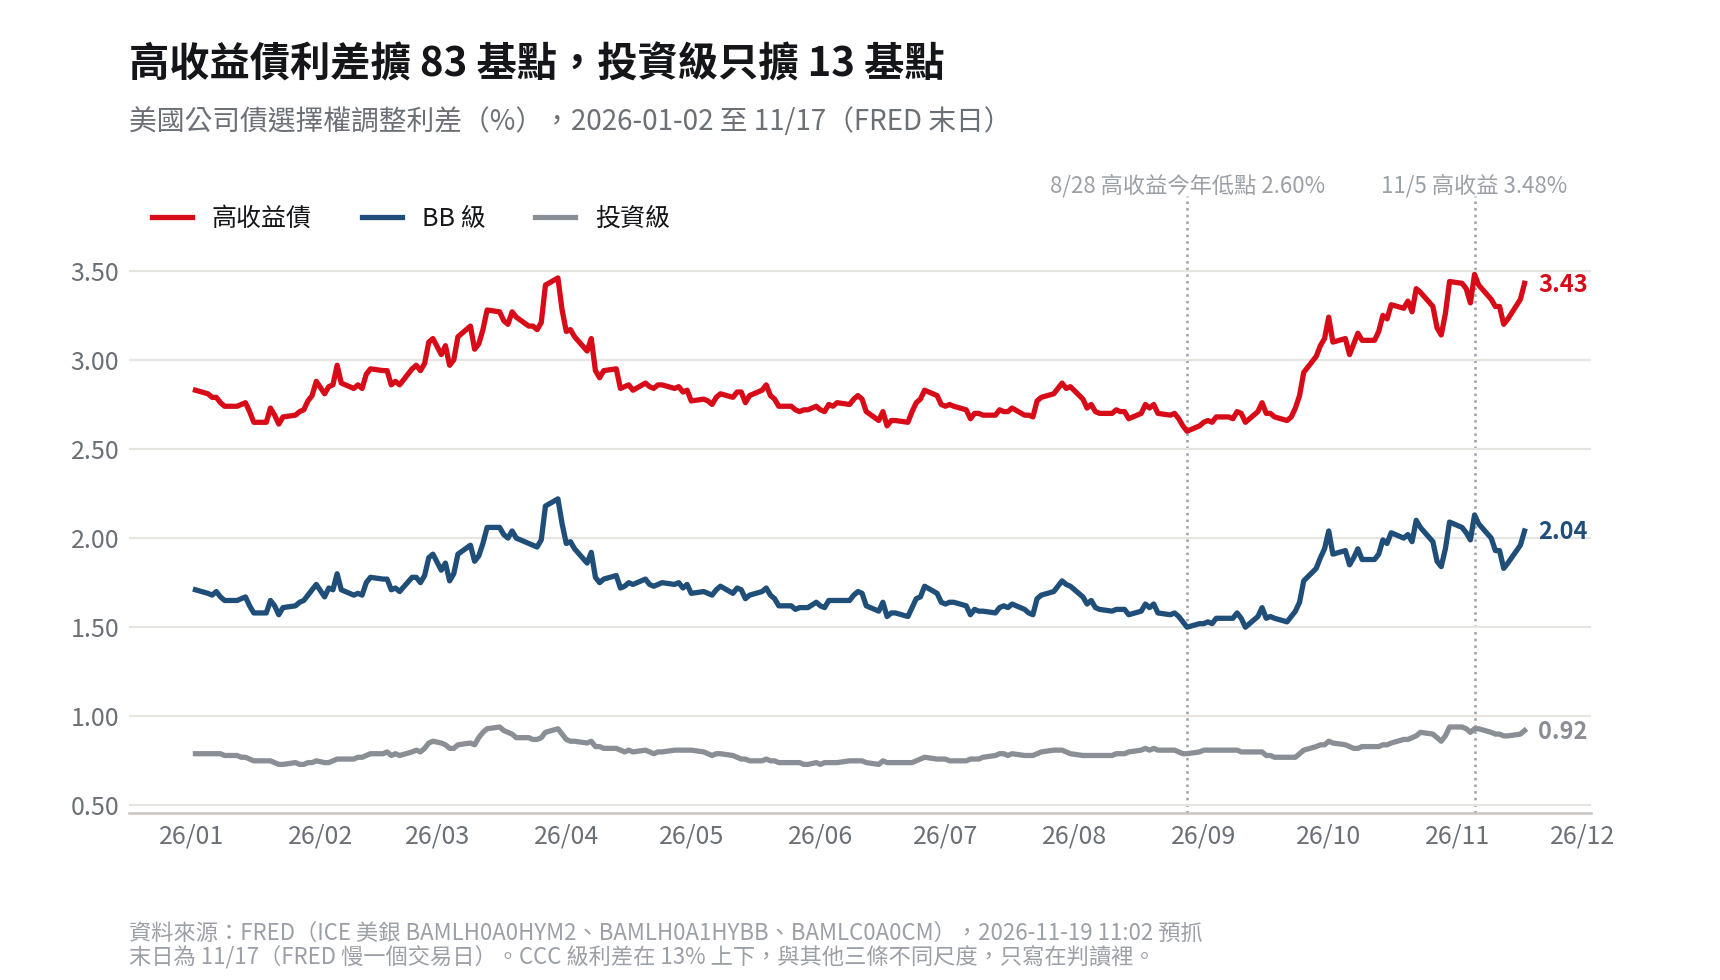 高收益債利差擴 83 基點，投資級只擴 13 基點
美國公司債選擇權調整利差（%），2026-01-02 至 11/17（FRED 末日）
8/28 高收益今年低點 2.60%
11/5 高收益 3.48%
高收益債
BB 級
投資級
3.50
3.00
2.50
2.00
1.50
1.00
0.50
3.43
2.04
0.92
26/01
26/02
26/03
26/04
26/05
26/06
26/07
26/08
26/09
26/10
26/11
26/12
資料來源：FRED（ICE 美銀 BAMLH0A0HYM2、BAMLH0A1HYBB、BAMLC0A0CM），2026-11-19 11:02 預抓
末日為 11/17（FRED 慢一個交易日）。CCC 級利差在 13% 上下，與其他三條不同尺度，只寫在判讀裡。